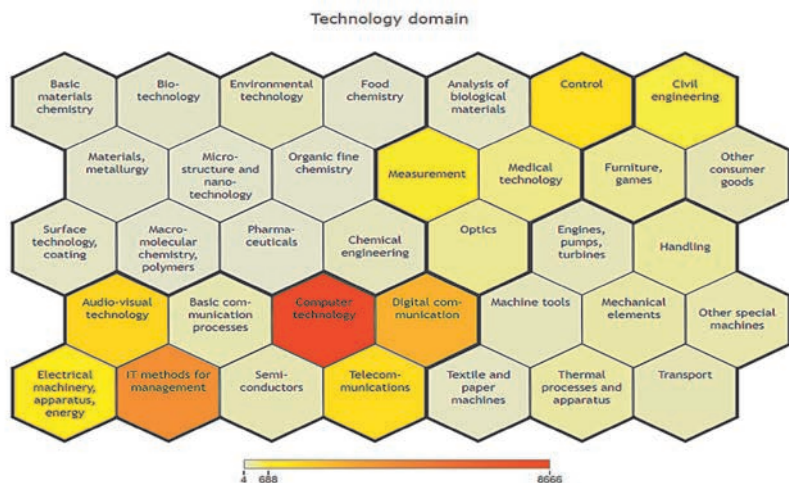 Technology domain
Basic
materials
chemistry
Bio-
technology
Environmental
technology
Food
chemistry
Analysis of
biological
materials
Control
Civil
engineering
Materials,
metallurgy
Micro-
structure and
nano-
technology
Organic fine
chemistry
Measurement
Medical
technology
Furniture,
games
Other
consumer
goods
Surface
technology,
coating
Macro-
molecular
chemistry,
polymers
Pharma-
ceuticals
Chemical
engineering
Optics
Engines,
pumps,
turbines
Handling
Audio-visual
technology
Basic com-
munication
processes
Computer
technology
Digital com-
munication
Machine tools
Mechanical
elements
Other special
machines
Electrical
machinery,
apparatus,
energy
IT methods for
management
Semi-
conductors
Telecom-
munications
Textile and
paper
machines
Thermal
processes and
apparatus
Transport
4 688 8666